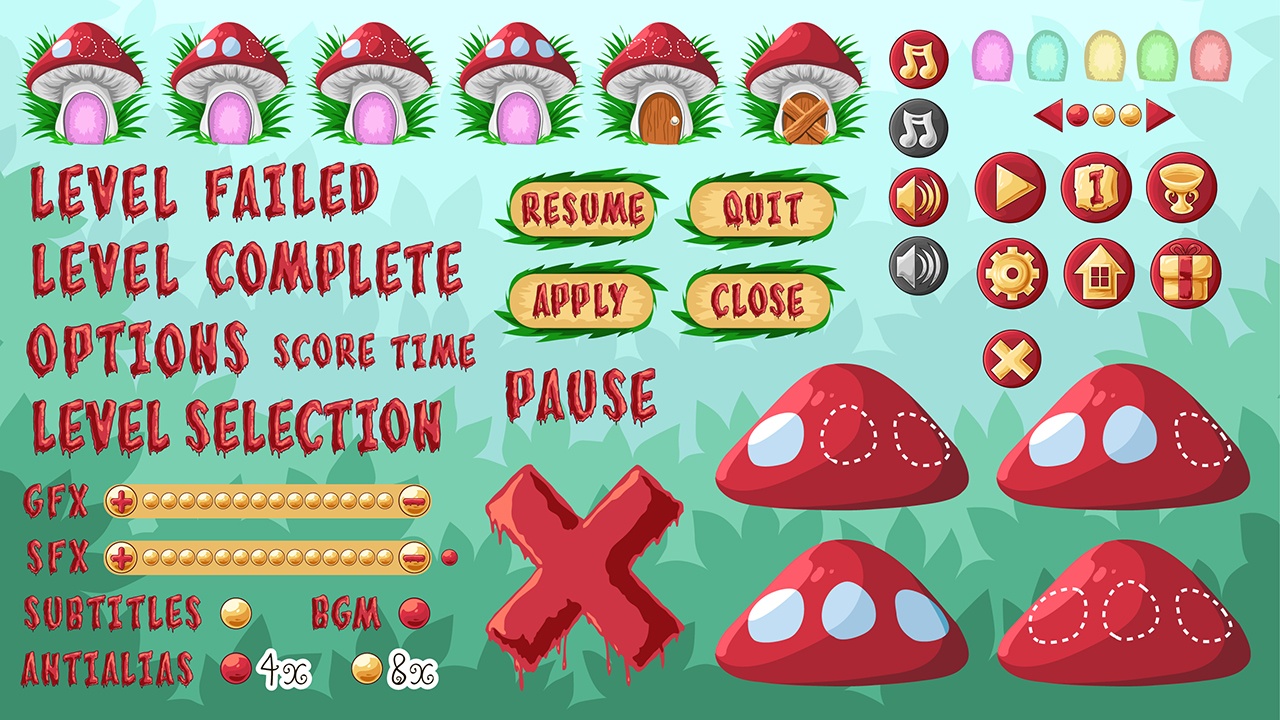 LEVEL FAILED
LEVEL COMPLETE
OPTIONS SCORE TIME
LEVEL SELECTION
GFX
SFX
SUBTITLES BGM
ANTIALIAS 4x 8x
RESUME QUIT
APPLY CLOSE
PAUSE
I